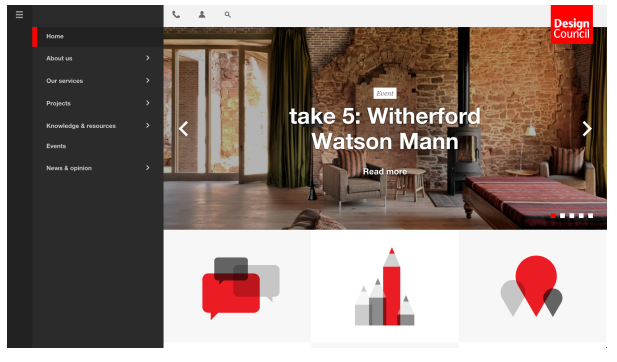 Design
Council
Home
About us
Our services
Projects
Knowledge & resources
Events
News & opinion
Event
take 5: Witherford
Watson Mann
Read more